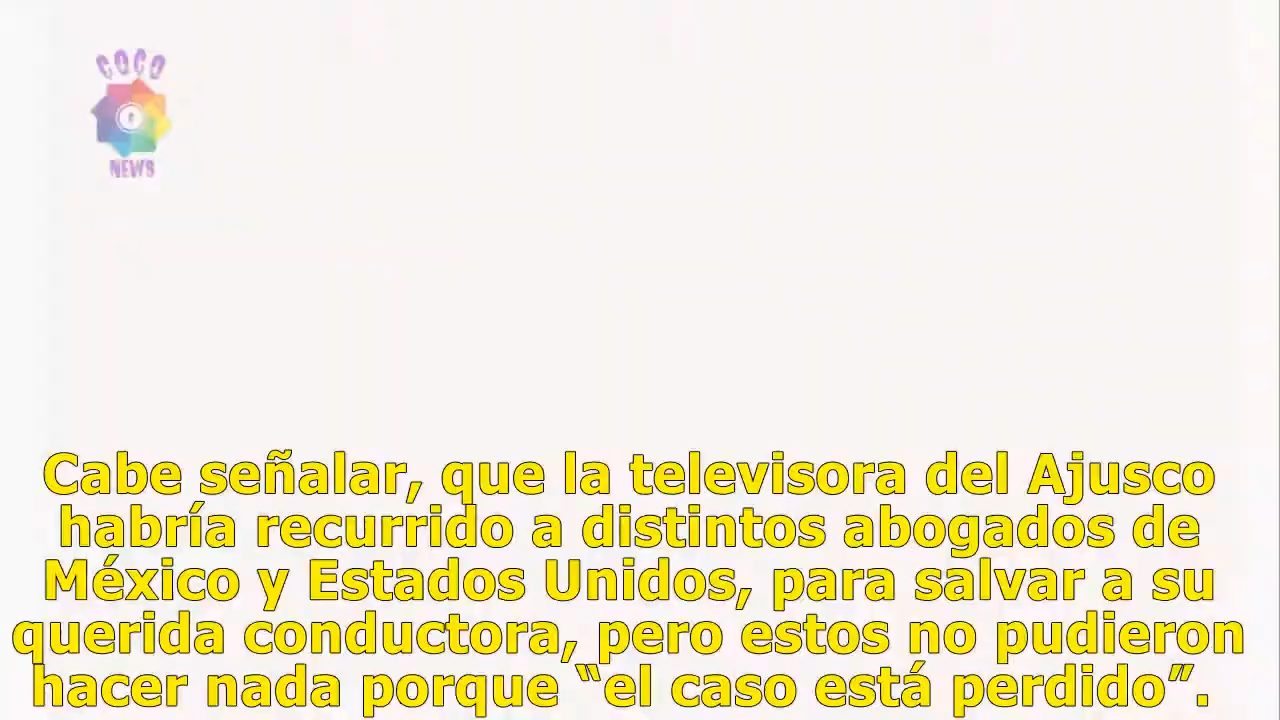 COCO
NEWS
Cabe señalar, que la televisora del Ajusco
habría recurrido a distintos abogados de
México y Estados Unidos, para salvar a su
querida conductora, pero estos no pudieron
hacer nada porque “el caso está perdido”.